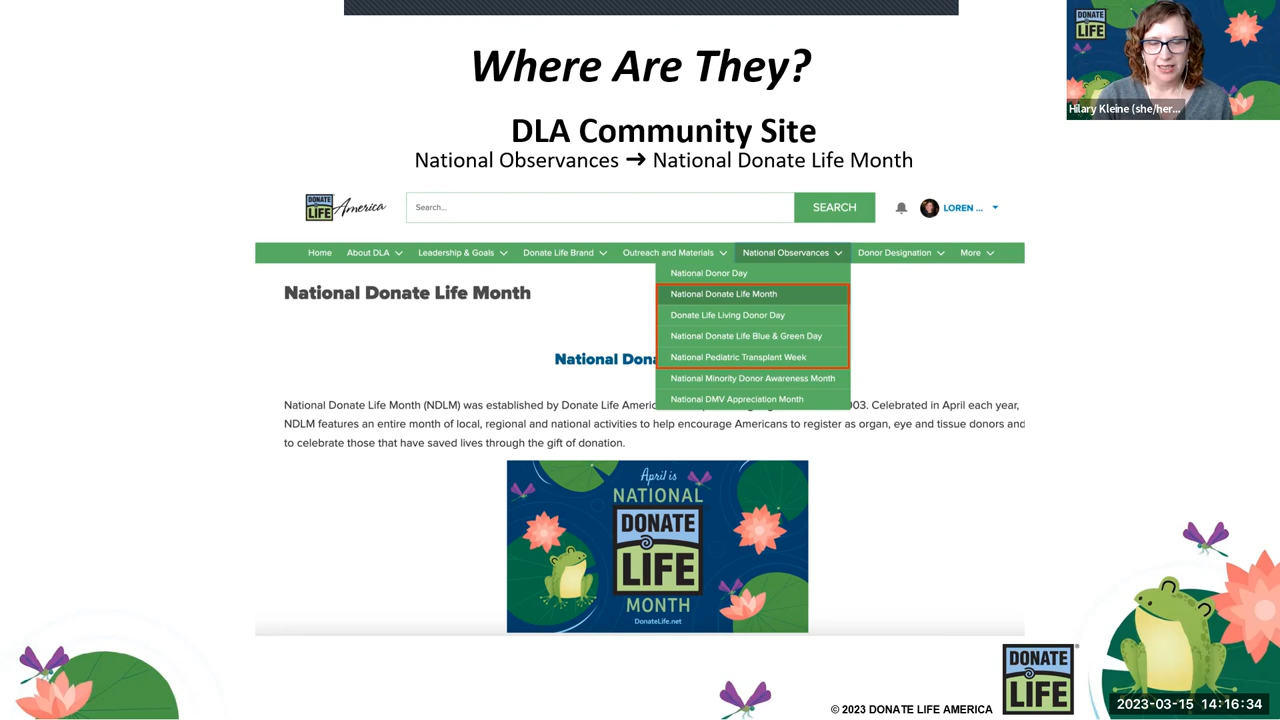 Where Are They?
DLA Community Site
National Observances ➜ National Donate Life Month
DONATE LIFE
Hilary Kleine (she/her...
DONATE LIFE America
Search...
SEARCH
LOREN ...
Home About DLA Leadership & Goals Donate Life Brand Outreach and Materials National Observances Donor Designation More
National Donor Day
National Donate Life Month
Donate Life Living Donor Day
National Donate Life Blue & Green Day
National Pediatric Transplant Week
National Minority Donor Awareness Month
National DMV Appreciation Month
National Donate Life Month
National Dona
National Donate Life Month (NDLM) was established by Donate Life Americ 003. Celebrated in April each year,
NDLM features an entire month of local, regional and national activities to help encourage Americans to register as organ, eye and tissue donors and
to celebrate those that have saved lives through the gift of donation.
April is
NATIONAL
DONATE
LIFE
MONTH
DonateLife.net
DONATE
LIFE
®
© 2023 DONATE LIFE AMERICA
2023-03-15 14:16:34